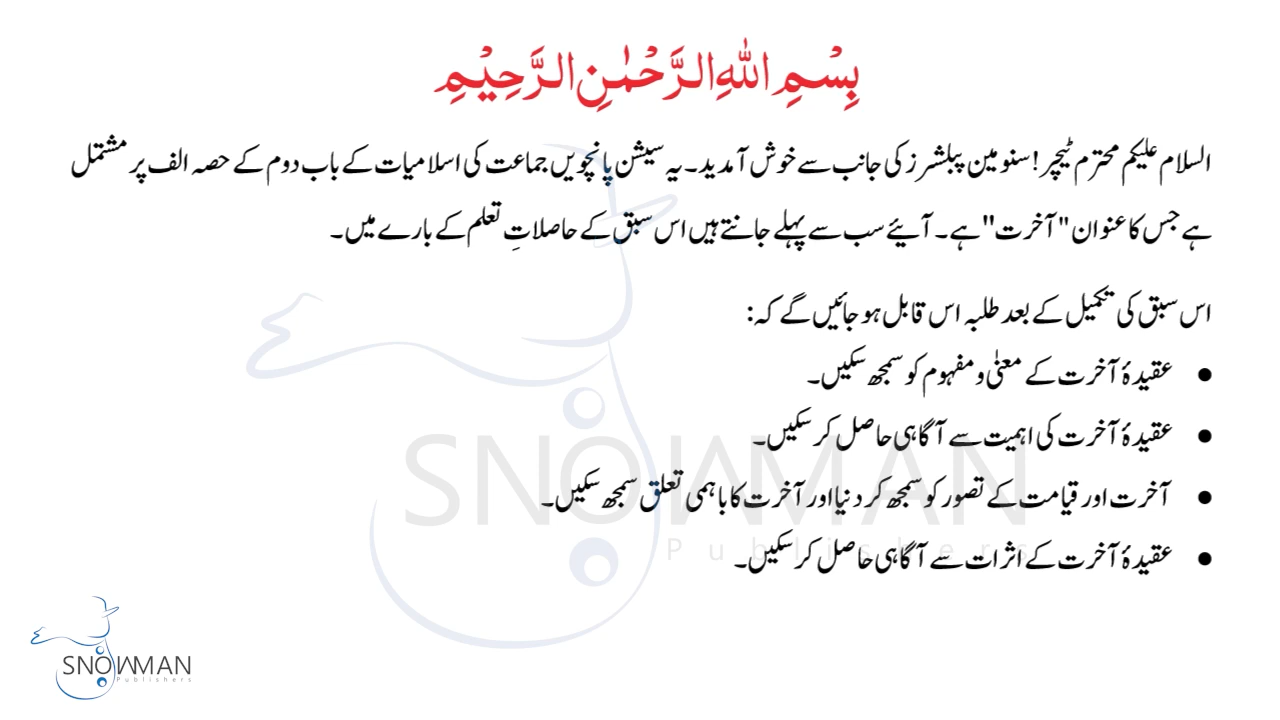 بِسْمِ اللّٰهِ الرَّحْمٰنِ الرَّحِيْمِ
السلام علیکم محترم ٹیچر! سنومین پبلشرز کی جانب سے خوش آمدید۔ یہ سیشن پانچویں جماعت کی اسلامیات کے باب دوم کے حصہ الف پر مشتمل
ہے جس کا عنوان "آخرت" ہے۔ آئیے سب سے پہلے جانتے ہیں اس سبق کے حاصلاتِ تعلم کے بارے میں۔
اس سبق کی تکمیل کے بعد طلبہ اس قابل ہو جائیں گے کہ:
• عقیدۂ آخرت کے معنٰی و مفہوم کو سمجھ سکیں۔
• عقیدۂ آخرت کی اہمیت سے آگاہی حاصل کر سکیں۔
• آخرت اور قیامت کے تصور کو سمجھ کر دنیا اور آخرت کا باہمی تعلق سمجھ سکیں۔
• عقیدۂ آخرت کے اثرات سے آگاہی حاصل کر سکیں۔
SNOWMAN
Publishers
SNOWMAN
Publishers